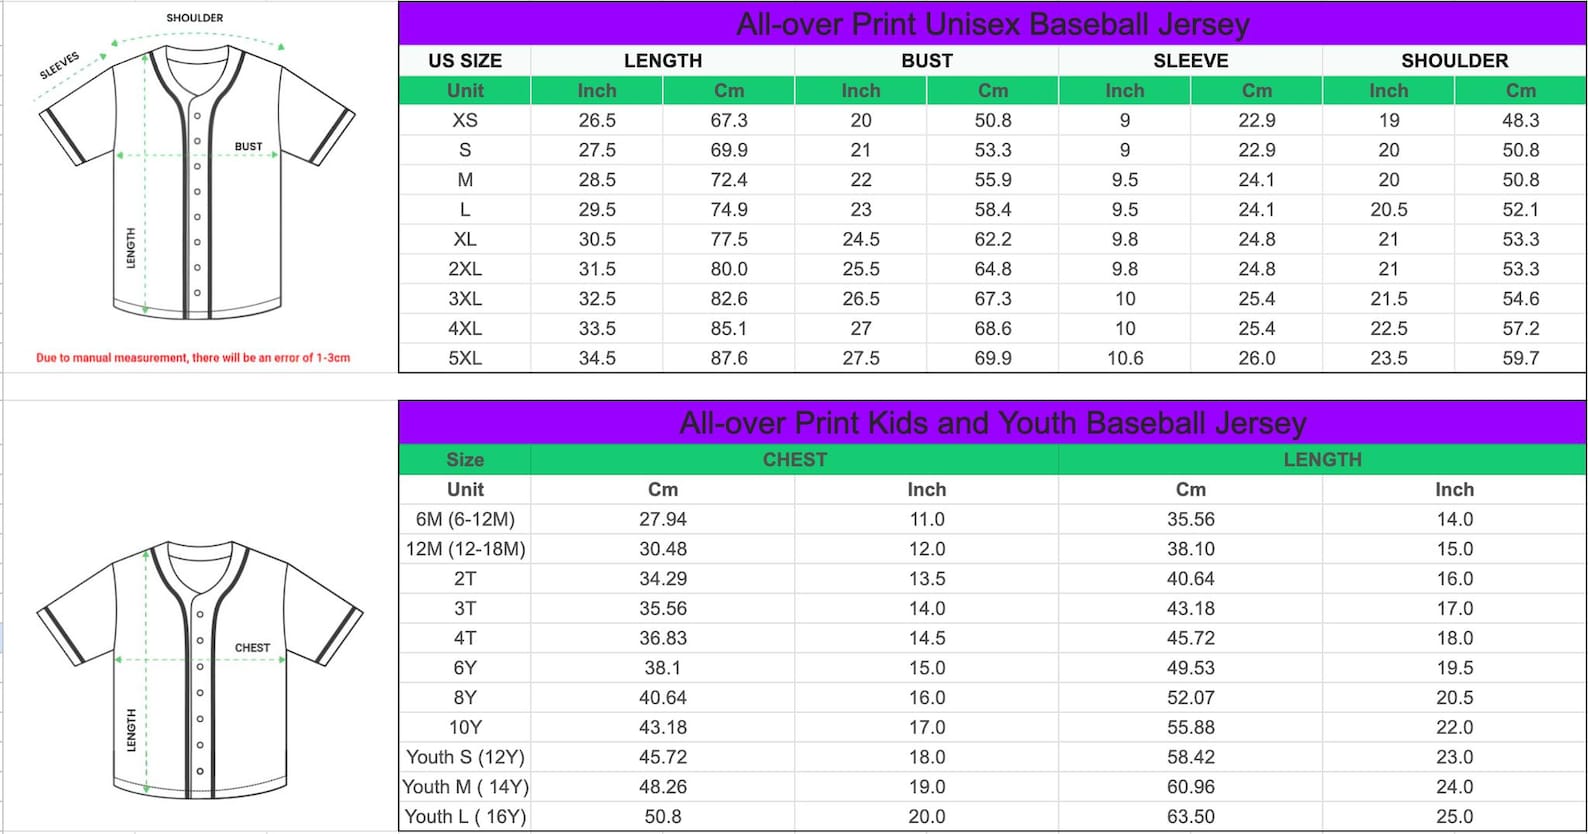 SHOULDER
SLEEVES
BUST
LENGTH
Due to manual measurement, there will be an error of 1-3cm
All-over Print Unisex Baseball Jersey
US SIZE LENGTH BUST SLEEVE SHOULDER
Unit Inch Cm Inch Cm Inch Cm Inch Cm
XS 26.5 67.3 20 50.8 9 22.9 19 48.3
S 27.5 69.9 21 53.3 9 22.9 20 50.8
M 28.5 72.4 22 55.9 9.5 24.1 20 50.8
L 29.5 74.9 23 58.4 9.5 24.1 20.5 52.1
XL 30.5 77.5 24.5 62.2 9.8 24.8 21 53.3
2XL 31.5 80.0 25.5 64.8 9.8 24.8 21 53.3
3XL 32.5 82.6 26.5 67.3 10 25.4 21.5 54.6
4XL 33.5 85.1 27 68.6 10 25.4 22.5 57.2
5XL 34.5 87.6 27.5 69.9 10.6 26.0 23.5 59.7
CHEST
LENGTH
All-over Print Kids and Youth Baseball Jersey
Size CHEST LENGTH
Unit Cm Inch Cm Inch
6M (6-12M) 27.94 11.0 35.56 14.0
12M (12-18M) 30.48 12.0 38.10 15.0
2T 34.29 13.5 40.64 16.0
3T 35.56 14.0 43.18 17.0
4T 36.83 14.5 45.72 18.0
6Y 38.1 15.0 49.53 19.5
8Y 40.64 16.0 52.07 20.5
10Y 43.18 17.0 55.88 22.0
Youth S (12Y) 45.72 18.0 58.42 23.0
Youth M ( 14Y) 48.26 19.0 60.96 24.0
Youth L ( 16Y) 50.8 20.0 63.50 25.0